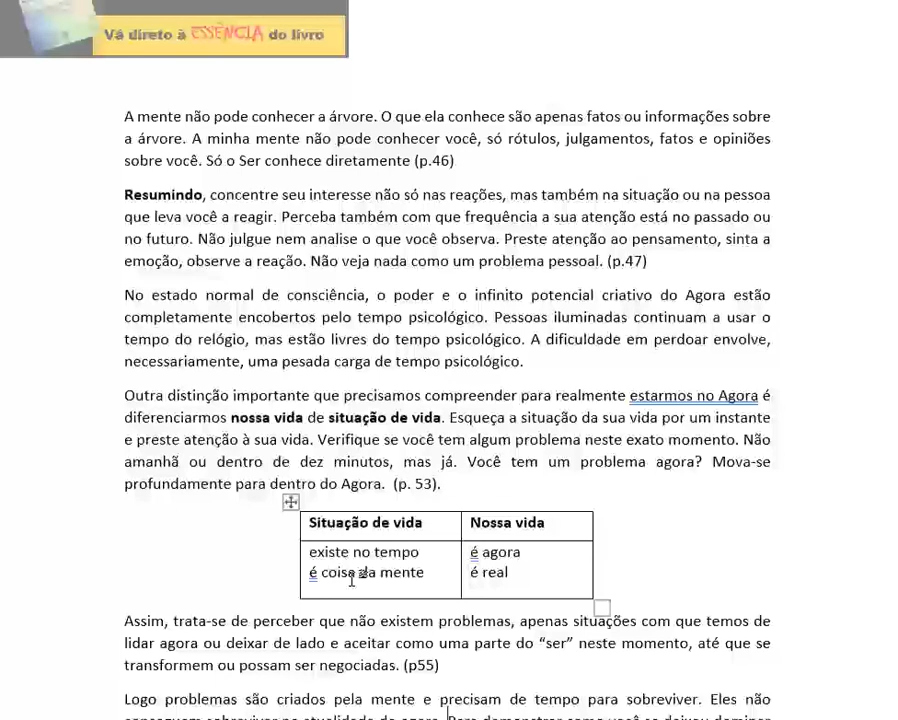 Vá direto à ESSÊNCIA do livro
A mente não pode conhecer a árvore. O que ela conhece são apenas fatos ou informações sobre
a árvore. A minha mente não pode conhecer você, só rótulos, julgamentos, fatos e opiniões
sobre você. Só o Ser conhece diretamente (p.46)
Resumindo, concentre seu interesse não só nas reações, mas também na situação ou na pessoa
que leva você a reagir. Perceba também com que frequência a sua atenção está no passado ou
no futuro. Não julgue nem analise o que você observa. Preste atenção ao pensamento, sinta a
emoção, observe a reação. Não veja nada como um problema pessoal. (p.47)
No estado normal de consciência, o poder e o infinito potencial criativo do Agora estão
completamente encobertos pelo tempo psicológico. Pessoas iluminadas continuam a usar o
tempo do relógio, mas estão livres do tempo psicológico. A dificuldade em perdoar envolve,
necessariamente, uma pesada carga de tempo psicológico.
Outra distinção importante que precisamos compreender para realmente estarmos no Agora é
diferenciarmos nossa vida de situação de vida. Esqueça a situação da sua vida por um instante
e preste atenção à sua vida. Verifique se você tem algum problema neste exato momento. Não
amanhã ou dentro de dez minutos, mas já. Você tem um problema agora? Mova-se
profundamente para dentro do Agora. (p. 53).
Situação de vida Nossa vida
existe no tempo é agora
é coisa da mente é real
Assim, trata-se de perceber que não existem problemas, apenas situações com que temos de
lidar agora ou deixar de lado e aceitar como uma parte do “ser” neste momento, até que se
transformem ou possam ser negociadas. (p55)
Logo problemas são criados pela mente e precisam de tempo para sobreviver. Eles não